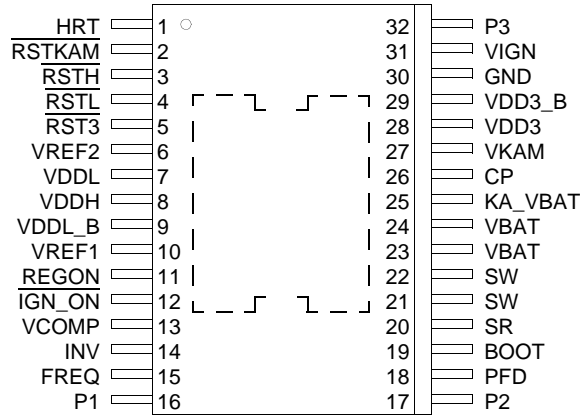 HRT 1 32 P3
RSTKAM 2 31 VIGN
RSTH 3 30 GND
RSTL 4 29 VDD3_B
RST3 5 28 VDD3
VREF2 6 27 VKAM
VDDL 7 26 CP
VDDH 8 25 KA_VBAT
VDDL_B 9 24 VBAT
VREF1 10 23 VBAT
REGON 11 22 SW
IGN_ON 12 21 SW
VCOMP 13 20 SR
INV 14 19 BOOT
FREQ 15 18 PFD
P1 16 17 P2